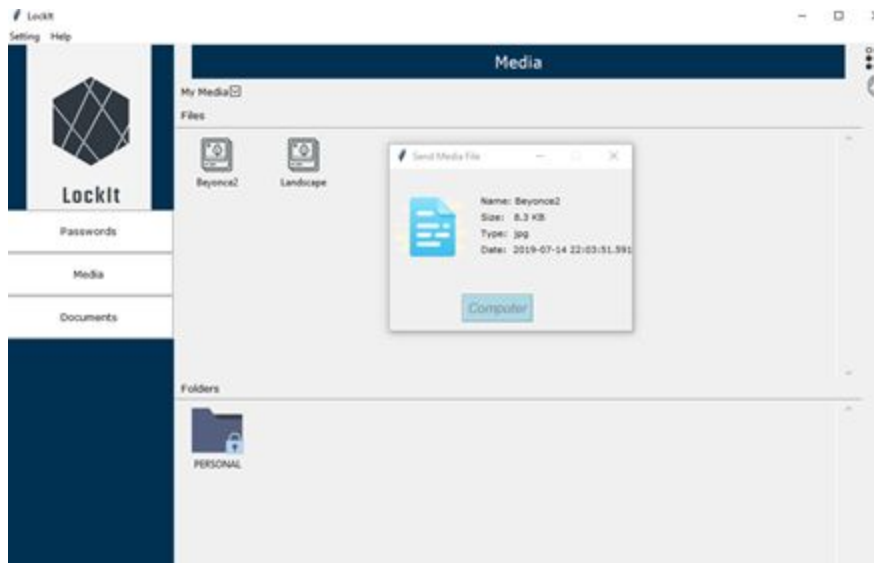 LockIt
Setting Help
Media
My Media
Files
Beyonce2
Landscape
Send Media File
Name: Beyonce2
Size: 8.3 KB
Type: jpg
Date: 2019-07-14 22:03:51.591
Computer
LockIt
Passwords
Media
Documents
Folders
PERSONAL